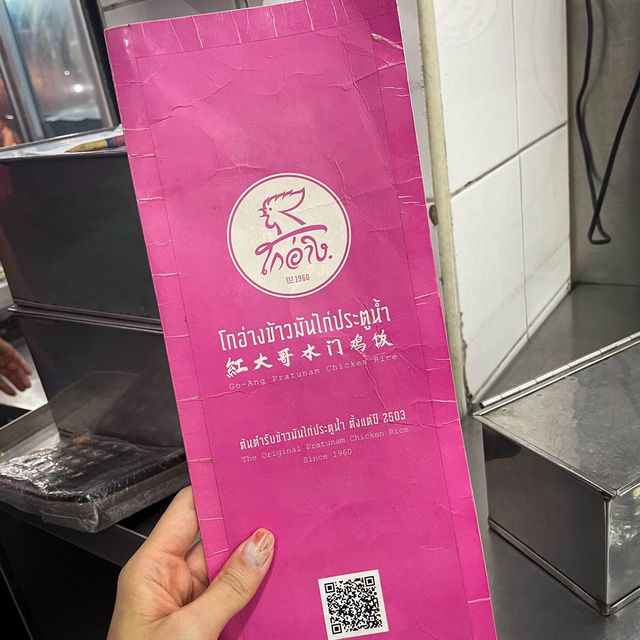 โกอ่าง.
EST 1960
โกอ่างข้าวมันไก่ประตูน้ำ
紅大哥水门鸡饭
Go-Ang Pratunam Chicken Rice
ต้นตำรับข้าวมันไก่ประตูน้ำ ตั้งแต่ปี 2503
The Original Pratunam Chicken Rice
Since 1960